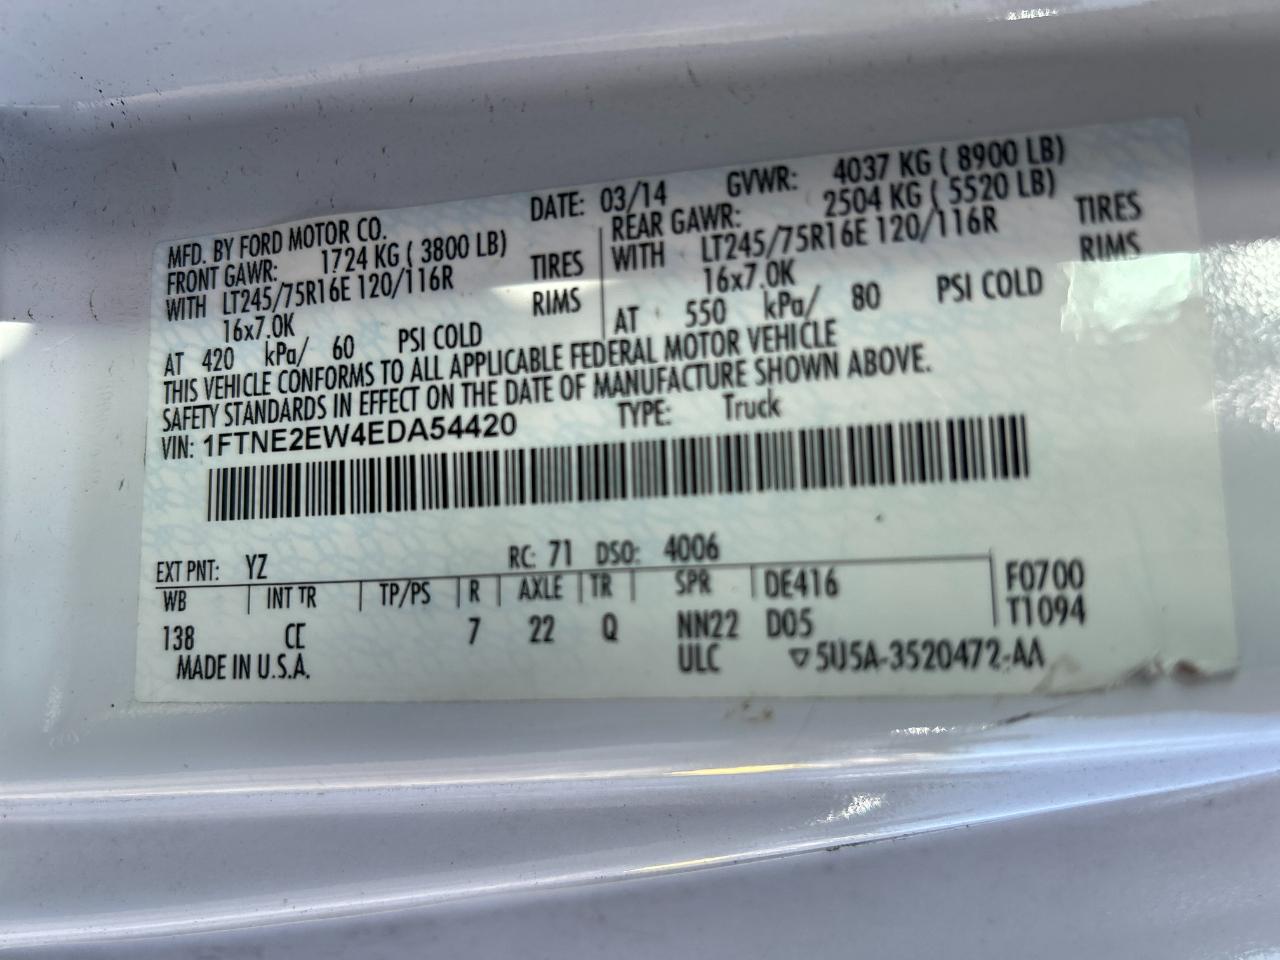 MFD. BY FORD MOTOR CO. DATE: 03/14 GVWR: 4037 KG ( 8900 LB)
FRONT GAWR: 1724 KG ( 3800 LB) REAR GAWR: 2504 KG ( 5520 LB)
WITH LT245/75R16E 120/116R TIRES WITH LT245/75R16E 120/116R TIRES
16x7.0K RIMS 16x7.0K RIMS
AT 420 kPa/ 60 PSI COLD AT 550 kPa/ 80 PSI COLD
THIS VEHICLE CONFORMS TO ALL APPLICABLE FEDERAL MOTOR VEHICLE
SAFETY STANDARDS IN EFFECT ON THE DATE OF MANUFACTURE SHOWN ABOVE.
VIN: 1FTNE2EW4EDA54420 TYPE: Truck
EXT PNT: YZ RC: 71 DSO: 4006
WB INT TR TP/PS R AXLE TR SPR DE416 F0700
138 CE 7 22 Q NN22 D05 T1094
MADE IN U.S.A. ULC ▽5U5A-3520472-AA